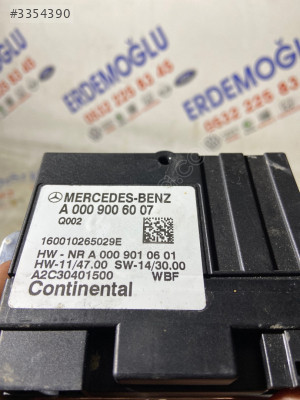 #3354390
ERDEMOĞLU
0532 225 83 45
ERDEMOĞLU
0532 225 83
MERCEDES-BENZ
A 000 900 60 07
Q002
160010265029E
HW - NR A 000 901 06 01
HW-11/47.00 SW-14/30.00
A2C30401500 WBF
Continental